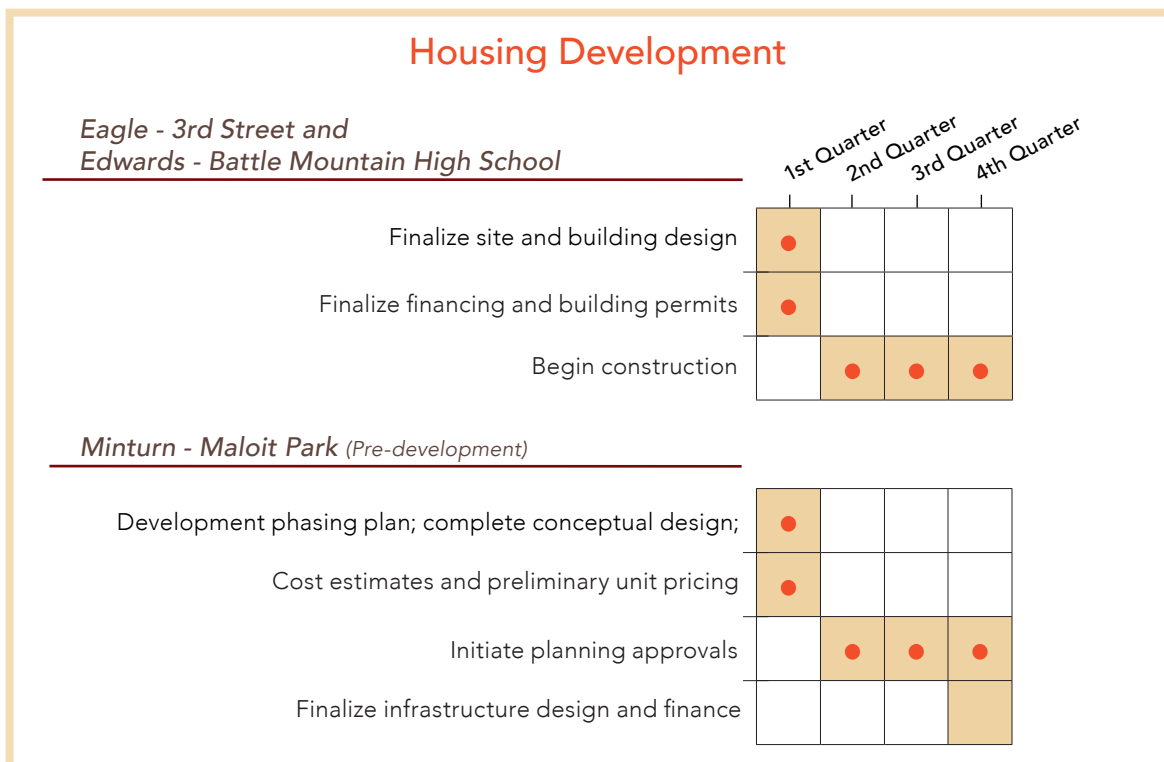 Housing Development
Eagle - 3rd Street and
Edwards - Battle Mountain High School
1st Quarter
2nd Quarter
3rd Quarter
4th Quarter
Finalize site and building design
Finalize financing and building permits
Begin construction
Minturn - Maloit Park (Pre-development)
Development phasing plan; complete conceptual design;
Cost estimates and preliminary unit pricing
Initiate planning approvals
Finalize infrastructure design and finance